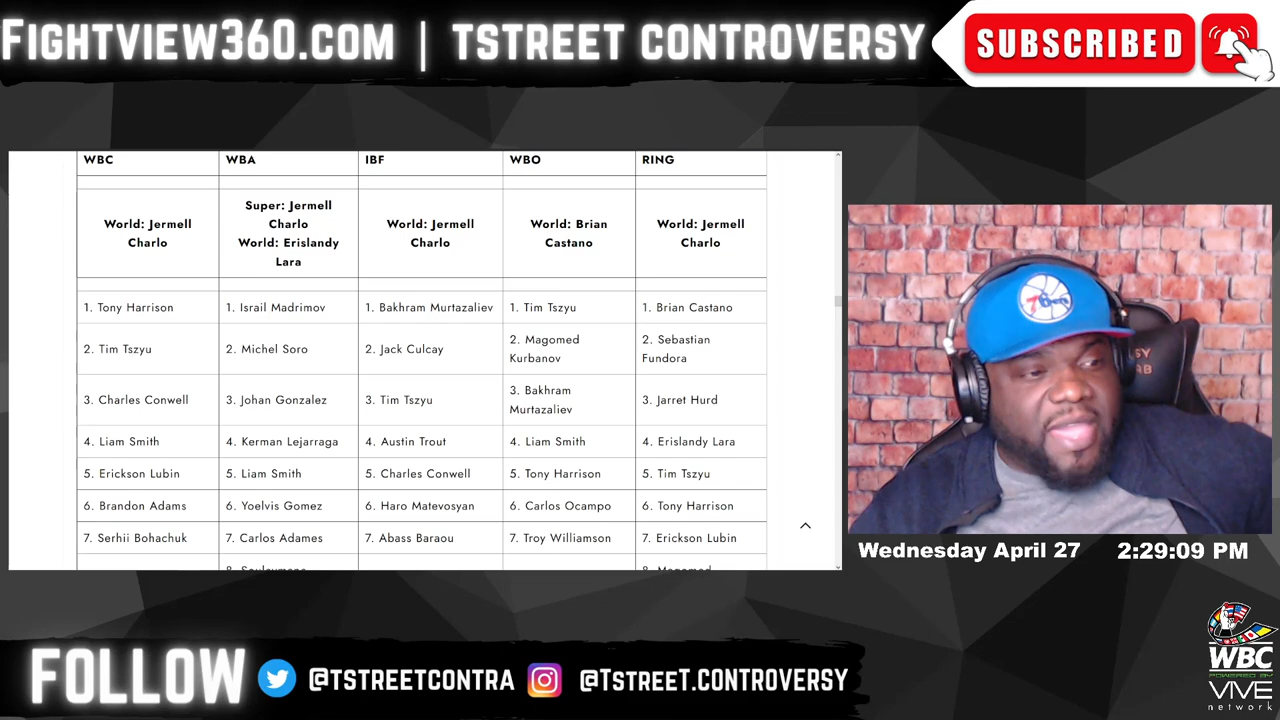 FIGHTVIEW360.COM | TSTREET CONTROVERSY
SUBSCRIBED
WBC WBA IBF WBO RING
World: Jermell Charlo
Super: Jermell Charlo
World: Erislandy Lara
World: Jermell Charlo
World: Brian Castano
World: Jermell Charlo
1. Tony Harrison 1. Israil Madrimov 1. Bakhram Murtazaliev 1. Tim Tszyu 1. Brian Castano
2. Tim Tszyu 2. Michel Soro 2. Jack Culcay 2. Magomed Kurbanov 2. Sebastian Fundora
3. Charles Conwell 3. Johan Gonzalez 3. Tim Tszyu 3. Bakhram Murtazaliev 3. Jarret Hurd
4. Liam Smith 4. Kerman Lejarraga 4. Austin Trout 4. Liam Smith 4. Erislandy Lara
5. Erickson Lubin 5. Liam Smith 5. Charles Conwell 5. Tony Harrison 5. Tim Tszyu
6. Brandon Adams 6. Yoelvis Gomez 6. Haro Matevosyan 6. Carlos Ocampo 6. Tony Harrison
7. Serhii Bohachuk 7. Carlos Adames 7. Abass Baraou 7. Troy Williamson 7. Erickson Lubin
76ers
Wednesday April 27 2:29:09 PM
FOLLOW @TSTREETCONTRA @TSTREET.CONTROVERSY
WBC
POWERED BY
VIVE
network